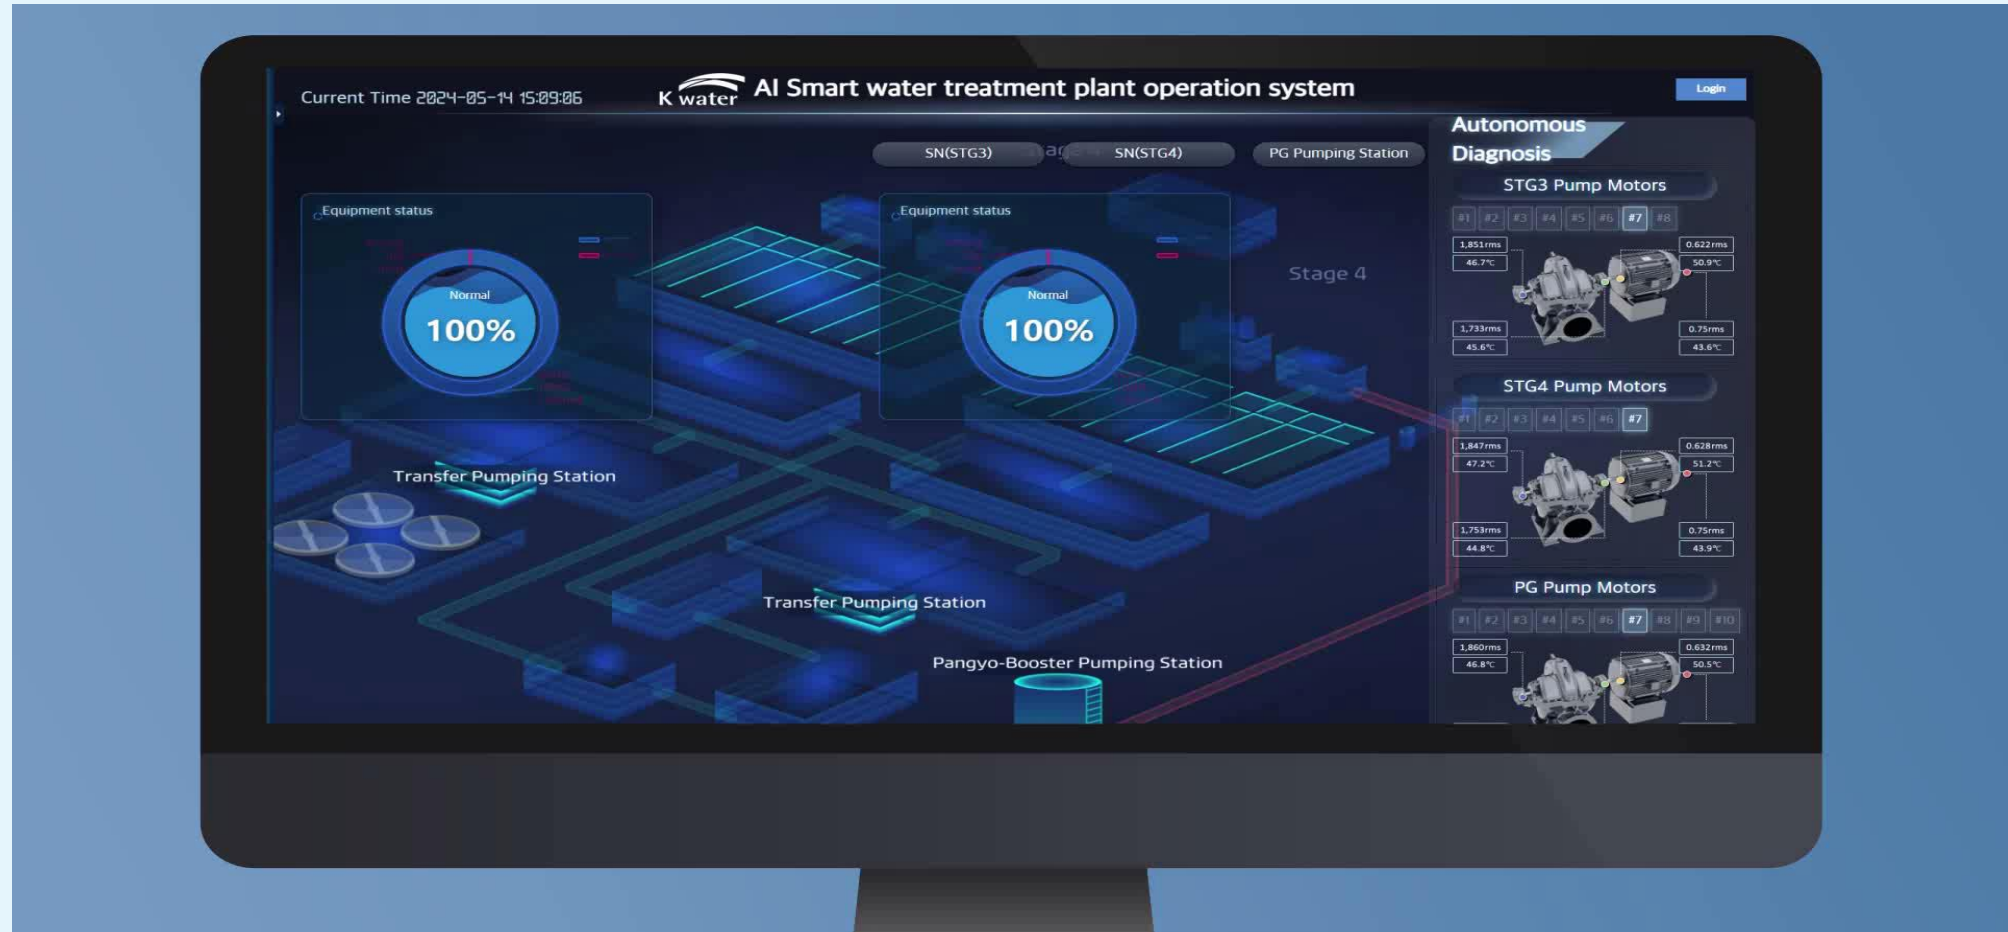 Current Time 2024-05-14 15:09:06
K water
AI Smart water treatment plant operation system
Login
SN(STG3)
SN(STG4)
PG Pumping Station
Equipment status
Normal
100%
Equipment status
Normal
100%
Stage 4
Transfer Pumping Station
Transfer Pumping Station
Pangyo-Booster Pumping Station
Autonomous
Diagnosis
STG3 Pump Motors
#1 #2 #3 #4 #5 #6 #7 #8
1,851rms
46.7℃
0.622rms
50.9℃
1,733rms
45.6℃
0.75rms
43.6℃
STG4 Pump Motors
#1 #2 #3 #4 #5 #6 #7
1,847rms
47.2℃
0.628rms
51.2℃
1,753rms
44.8℃
0.75rms
43.9℃
PG Pump Motors
#1 #2 #3 #4 #5 #6 #7 #8 #9 #10
1,860rms
46.8℃
0.632rms
50.5℃